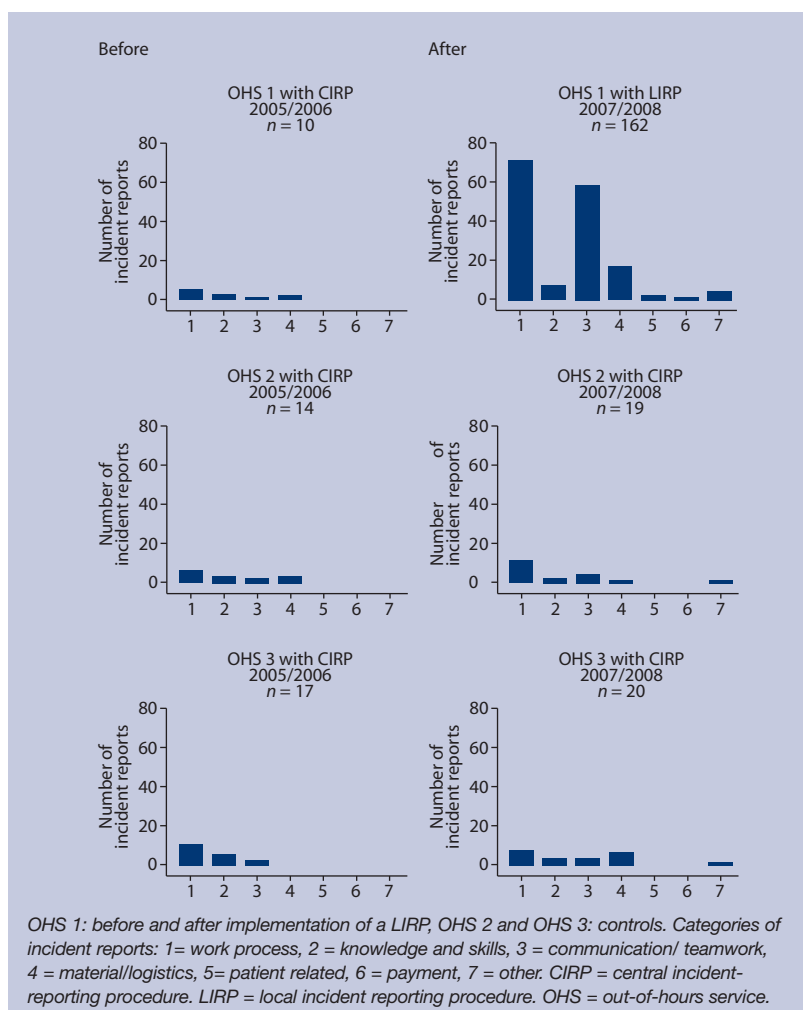 Before
After
OHS 1 with CIRP
2005/2006
n = 10
Number of
incident reports
80
60
40
20
0
1 2 3 4 5 6 7
OHS 1 with LIRP
2007/2008
n = 162
Number of
incident reports
80
60
40
20
0
1 2 3 4 5 6 7
OHS 2 with CIRP
2005/2006
n = 14
Number of
incident reports
80
60
40
20
0
1 2 3 4 5 6 7
OHS 2 with CIRP
2007/2008
n = 19
Number of
incident reports
80
60
40
20
0
1 2 3 4 5 6 7
OHS 3 with CIRP
2005/2006
n = 17
Number of
incident reports
80
60
40
20
0
1 2 3 4 5 6 7
OHS 3 with CIRP
2007/2008
n = 20
Number of
incident reports
80
60
40
20
0
1 2 3 4 5 6 7
OHS 1: before and after implementation of a LIRP, OHS 2 and OHS 3: controls. Categories of
incident reports: 1= work process, 2 = knowledge and skills, 3 = communication/ teamwork,
4 = material/logistics, 5= patient related, 6 = payment, 7 = other. CIRP = central incident-
reporting procedure. LIRP = local incident reporting procedure. OHS = out-of-hours service.